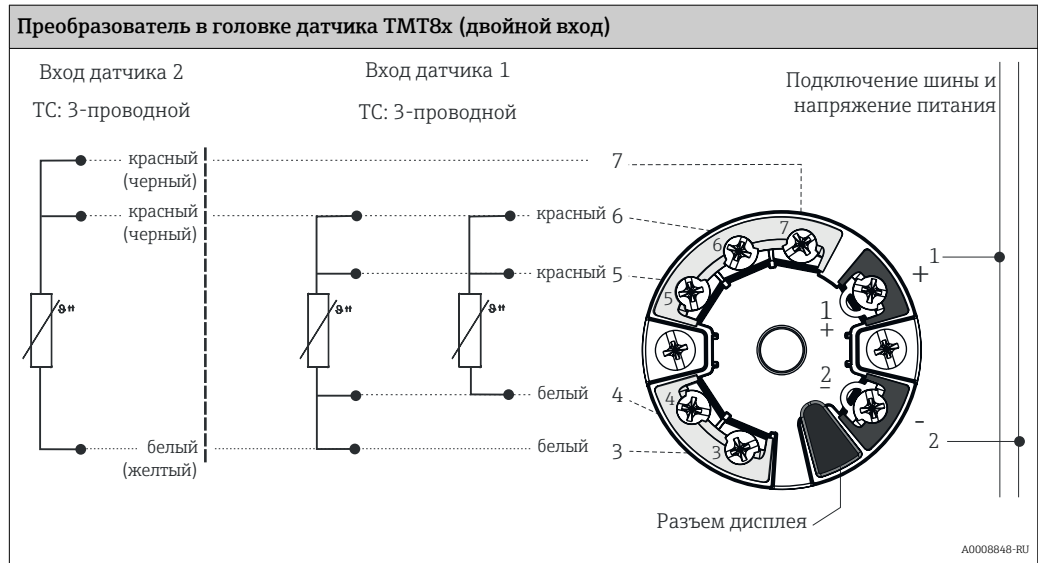 Преобразователь в головке датчика TMT8x (двойной вход)
Вход датчика 2
ТС: 3-проводной
Вход датчика 1
ТС: 3-проводной
Подключение шины и
напряжение питания
красный
(черный)
7
красный
(черный)
красный 6
красный 5
белый 4
белый 3
белый
(желтый)
ϑ
ϑ
ϑ
7
6
5
4
3
1
+
2
-
1
+
-
2
Разъем дисплея
A0008848-RU